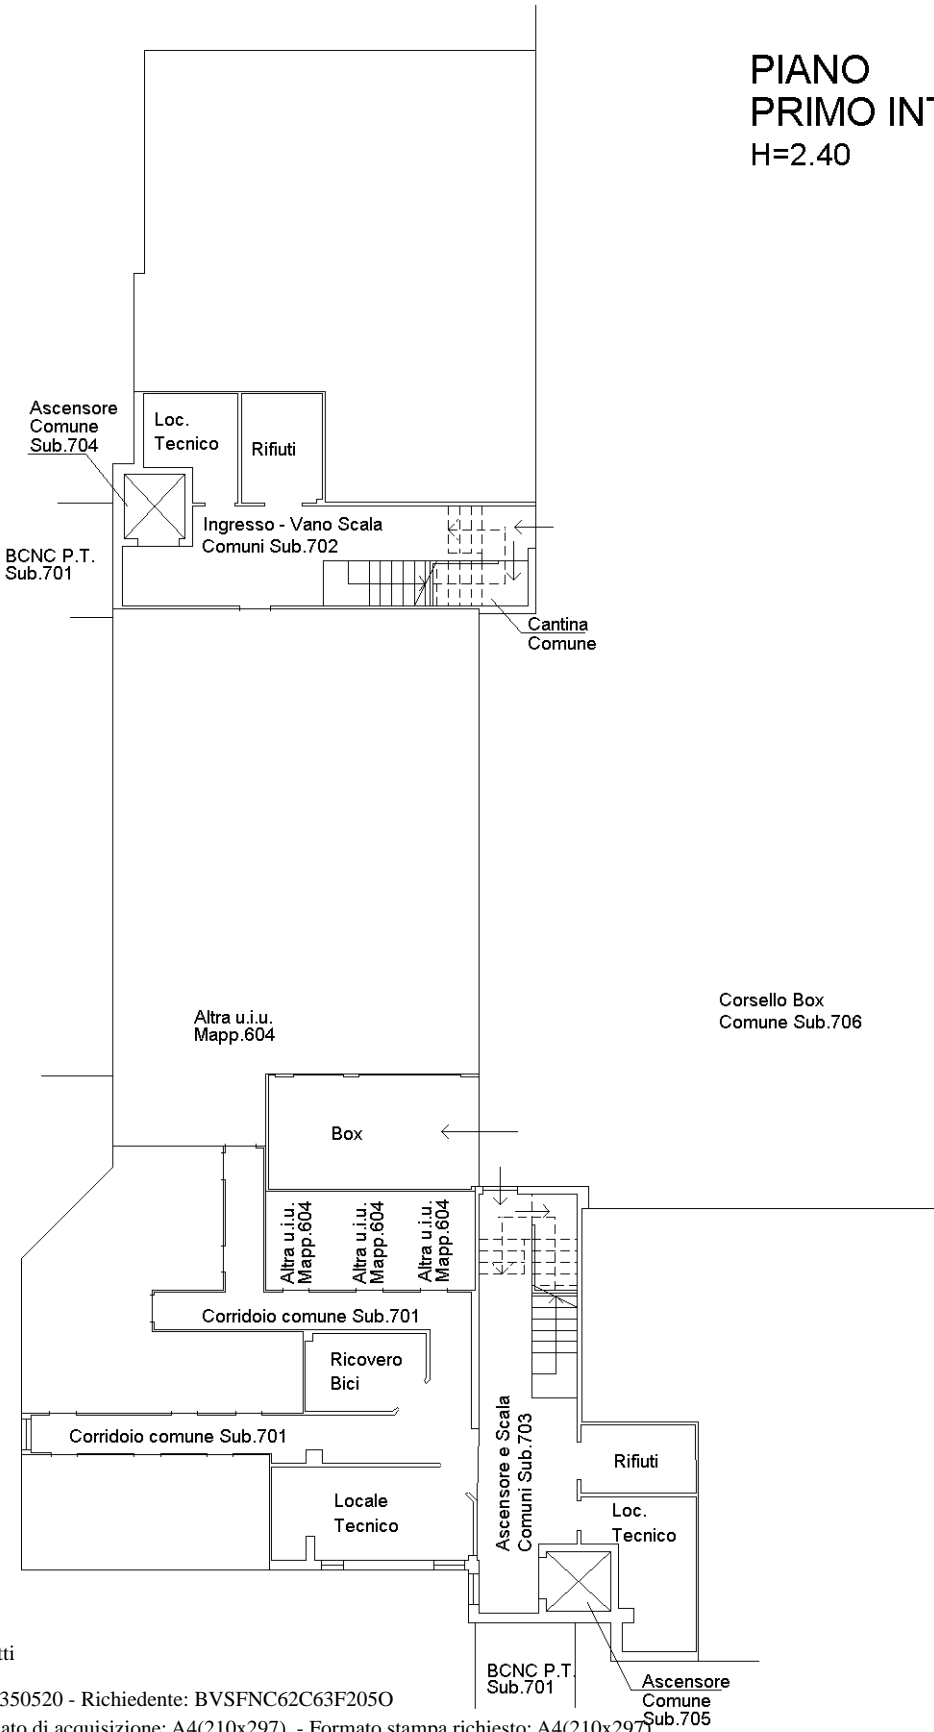 PIANO
PRIMO INT
H=2.40
Ascensore
Comune
Sub.704
Loc.
Tecnico
Rifiuti
Ingresso - Vano Scala
Comuni Sub.702
BCNC P.T.
Sub.701
Cantina
Comune
Altra u.i.u.
Mapp.604
Corsello Box
Comune Sub.706
Box
Altra u.i.u.
Mapp.604
Altra u.i.u.
Mapp.604
Altra u.i.u.
Mapp.604
Corridoio comune Sub.701
Ricovero
Bici
Corridoio comune Sub.701
Ascensore e Scala
Comuni Sub.703
Rifiuti
Locale
Tecnico
Loc.
Tecnico
tti
BCNC P.T.
Sub.701
Ascensore
Comune
Sub.705
350520 - Richiedente: BVSFNC62C63F205O
ato di acquisizione: A4(210x297) - Formato stampa richiesto: A4(210x297)